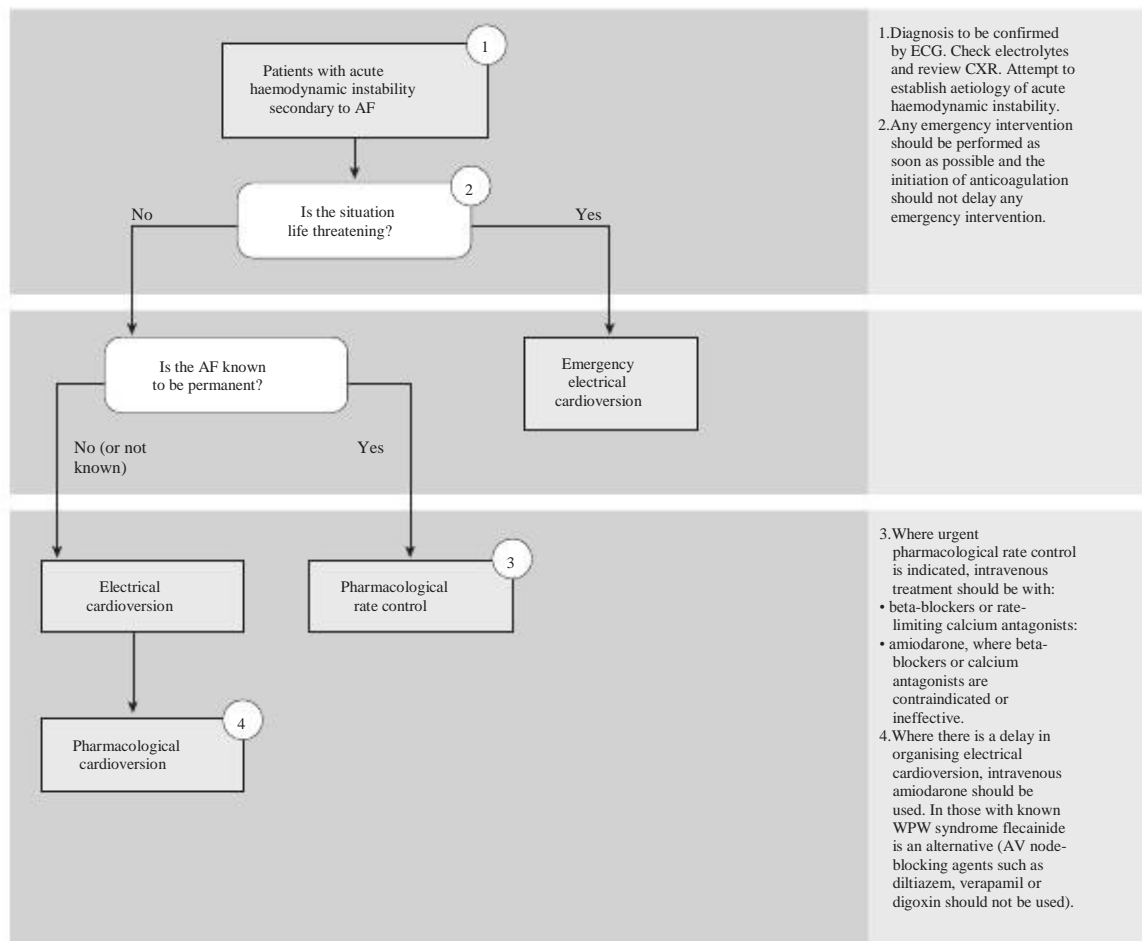 1
Patients with acute
haemodynamic instability
secondary to AF
2
Is the situation
life threatening?
No
Yes
Is the AF known
to be permanent?
Emergency
electrical
cardioversion
No (or not
known)
Yes
Electrical
cardioversion
3
Pharmacological
rate control
4
Pharmacological
cardioversion
1.Diagnosis to be confirmed
by ECG. Check electrolytes
and review CXR. Attempt to
establish aetiology of acute
haemodynamic instability.
2.Any emergency intervention
should be performed as
soon as possible and the
initiation of anticoagulation
should not delay any
emergency intervention.
3.Where urgent
pharmacological rate control
is indicated, intravenous
treatment should be with:
• beta-blockers or rate-
limiting calcium antagonists:
• amiodarone, where beta-
blockers or calcium
antagonists are
contraindicated or
ineffective.
4.Where there is a delay in
organising electrical
cardioversion, intravenous
amiodarone should be
used. In those with known
WPW syndrome flecainide
is an alternative (AV node-
blocking agents such as
diltiazem, verapamil or
digoxin should not be used).